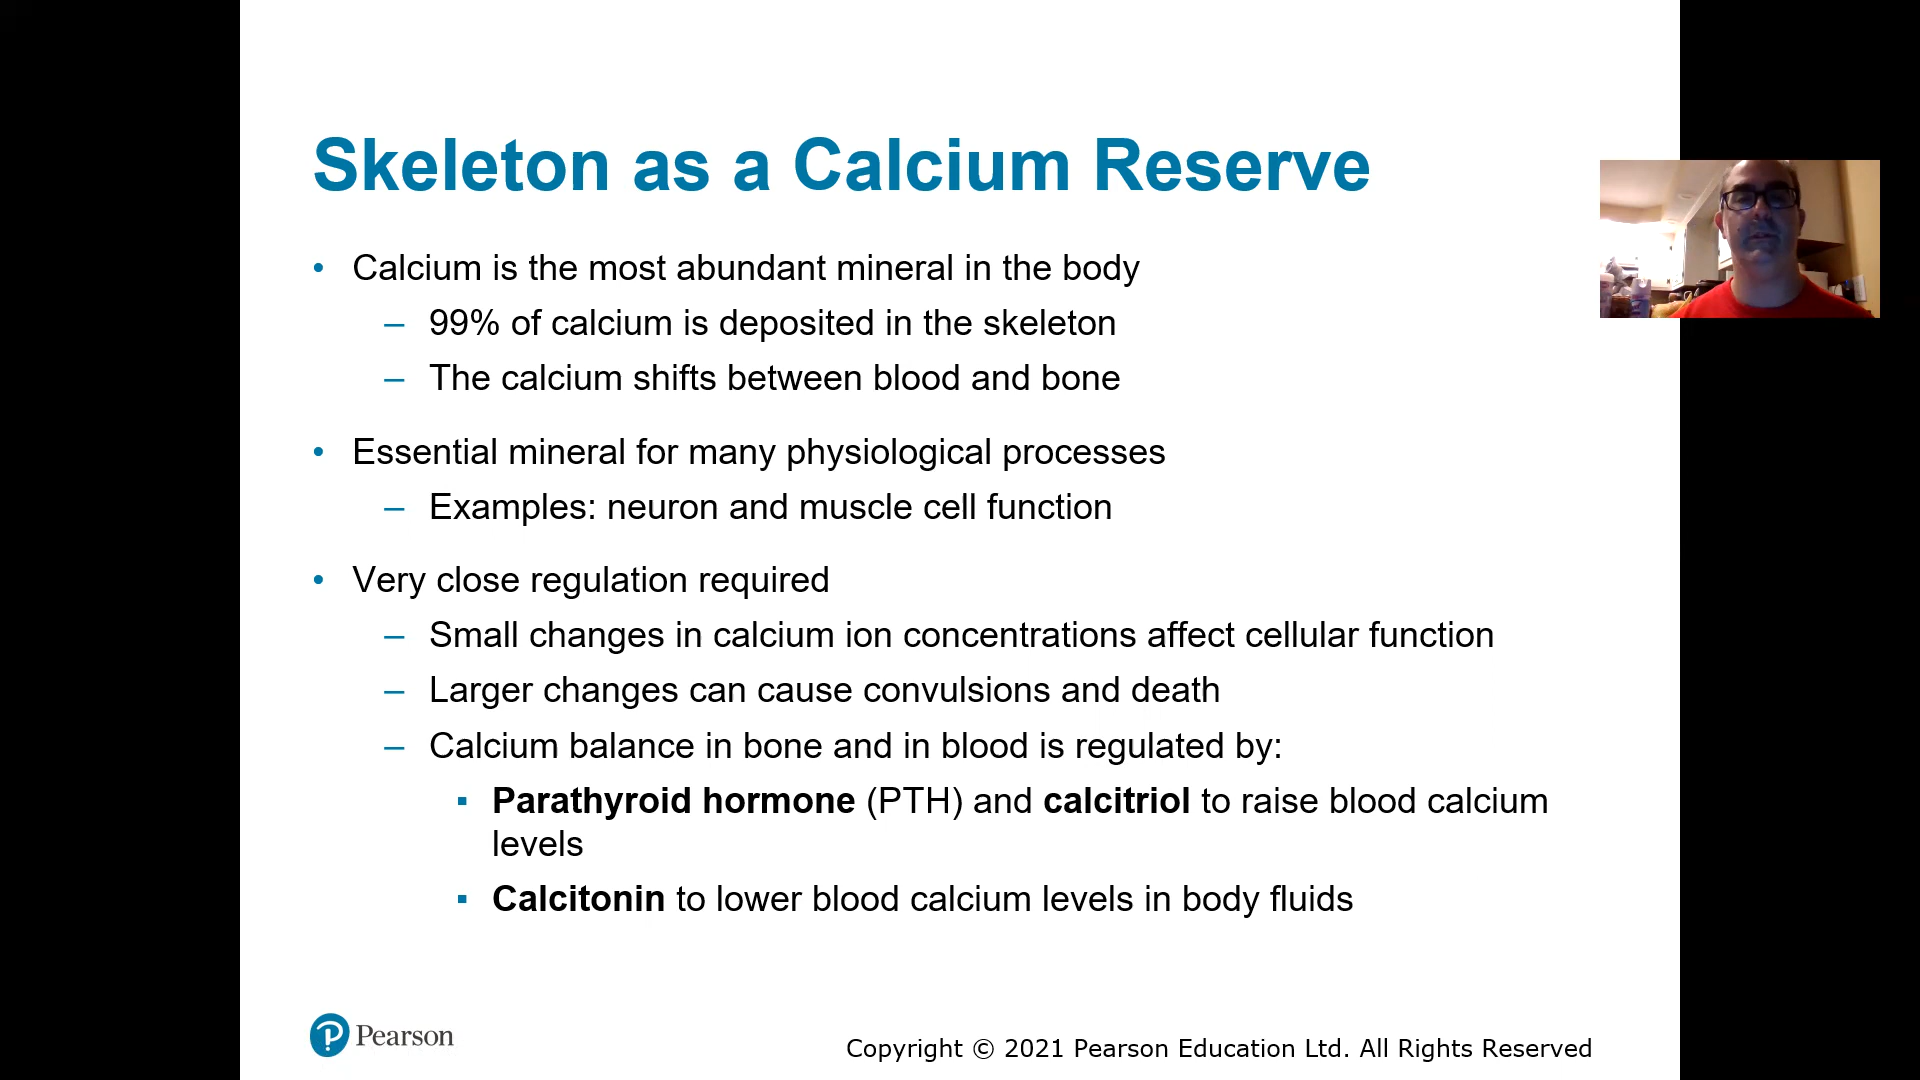 Skeleton as a Calcium Reserve
• Calcium is the most abundant mineral in the body
– 99% of calcium is deposited in the skeleton
– The calcium shifts between blood and bone
• Essential mineral for many physiological processes
– Examples: neuron and muscle cell function
• Very close regulation required
– Small changes in calcium ion concentrations affect cellular function
– Larger changes can cause convulsions and death
– Calcium balance in bone and in blood is regulated by:
▪ Parathyroid hormone (PTH) and calcitriol to raise blood calcium
levels
▪ Calcitonin to lower blood calcium levels in body fluids
Pearson
Copyright © 2021 Pearson Education Ltd. All Rights Reserved